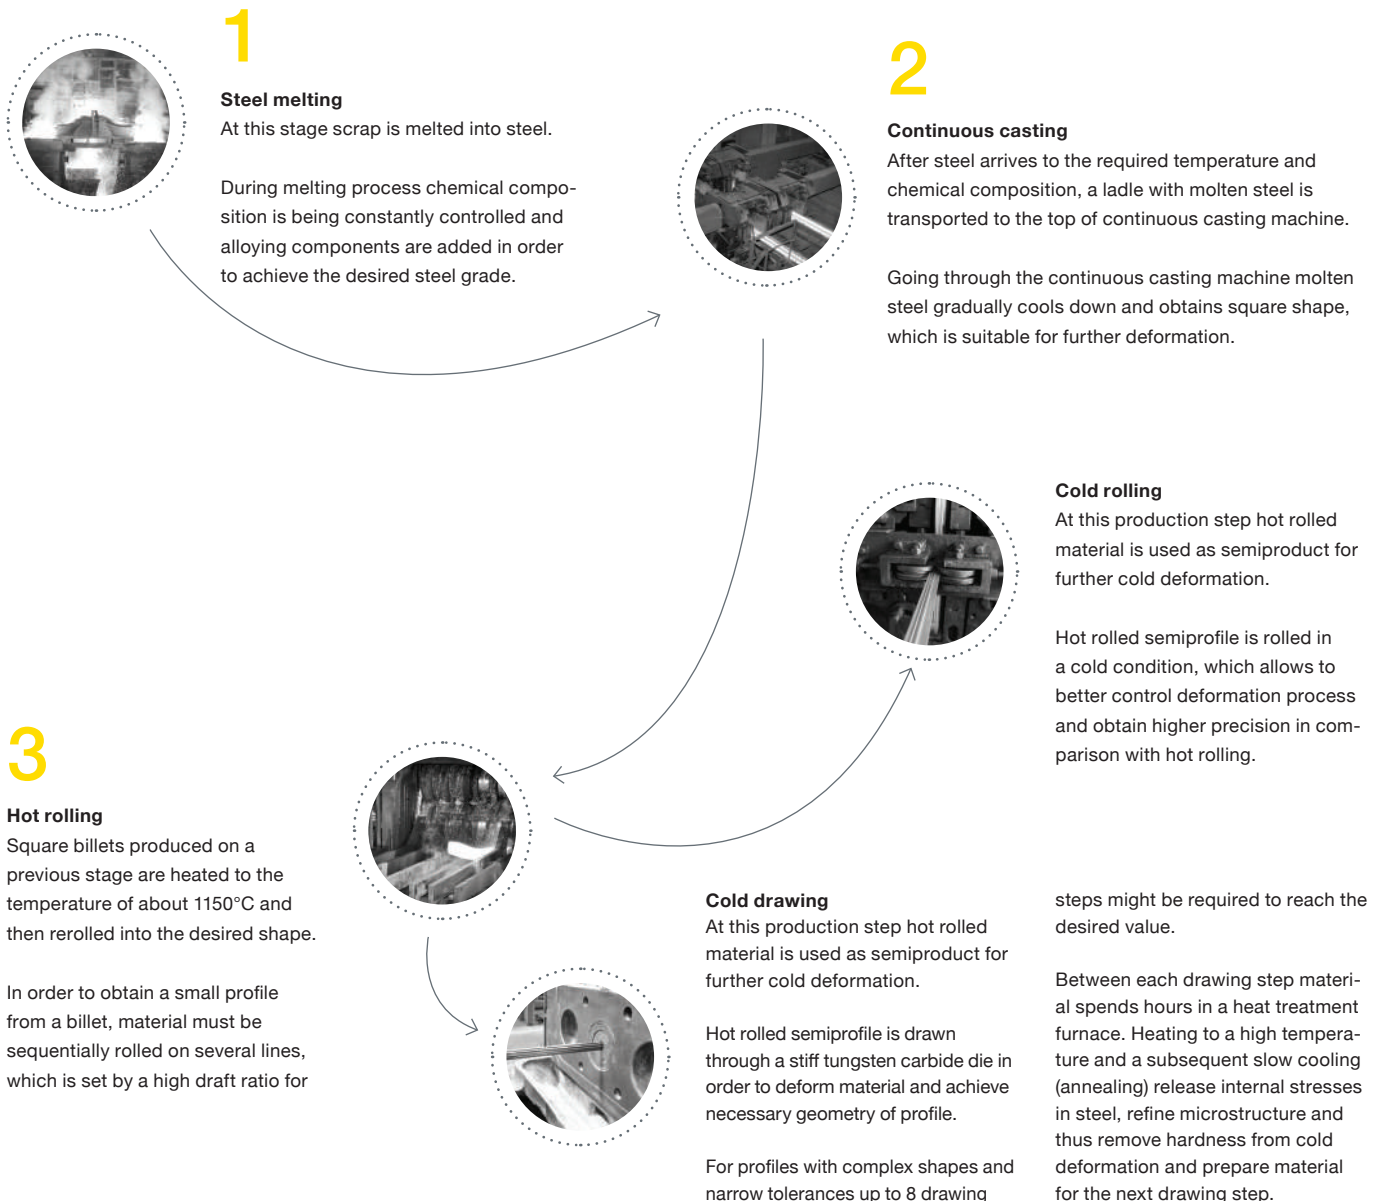 1
Steel melting
At this stage scrap is melted into steel.
During melting process chemical compo-
sition is being constantly controlled and
alloying components are added in order
to achieve the desired steel grade.
2
Continuous casting
After steel arrives to the required temperature and
chemical composition, a ladle with molten steel is
transported to the top of continuous casting machine.
Going through the continuous casting machine molten
steel gradually cools down and obtains square shape,
which is suitable for further deformation.
Cold rolling
At this production step hot rolled
material is used as semiproduct for
further cold deformation.
Hot rolled semiprofile is rolled in
a cold condition, which allows to
better control deformation process
and obtain higher precision in com-
parison with hot rolling.
3
Hot rolling
Square billets produced on a
previous stage are heated to the
temperature of about 1150°C and
then rerolled into the desired shape.
In order to obtain a small profile
from a billet, material must be
sequentially rolled on several lines,
which is set by a high draft ratio for
Cold drawing
At this production step hot rolled
material is used as semiproduct for
further cold deformation.
Hot rolled semiprofile is drawn
through a stiff tungsten carbide die in
order to deform material and achieve
necessary geometry of profile.
For profiles with complex shapes and
narrow tolerances up to 8 drawing
steps might be required to reach the
desired value.
Between each drawing step materi-
al spends hours in a heat treatment
furnace. Heating to a high tempera-
ture and a subsequent slow cooling
(annealing) release internal stresses
in steel, refine microstructure and
thus remove hardness from cold
deformation and prepare material
for the next drawing step.